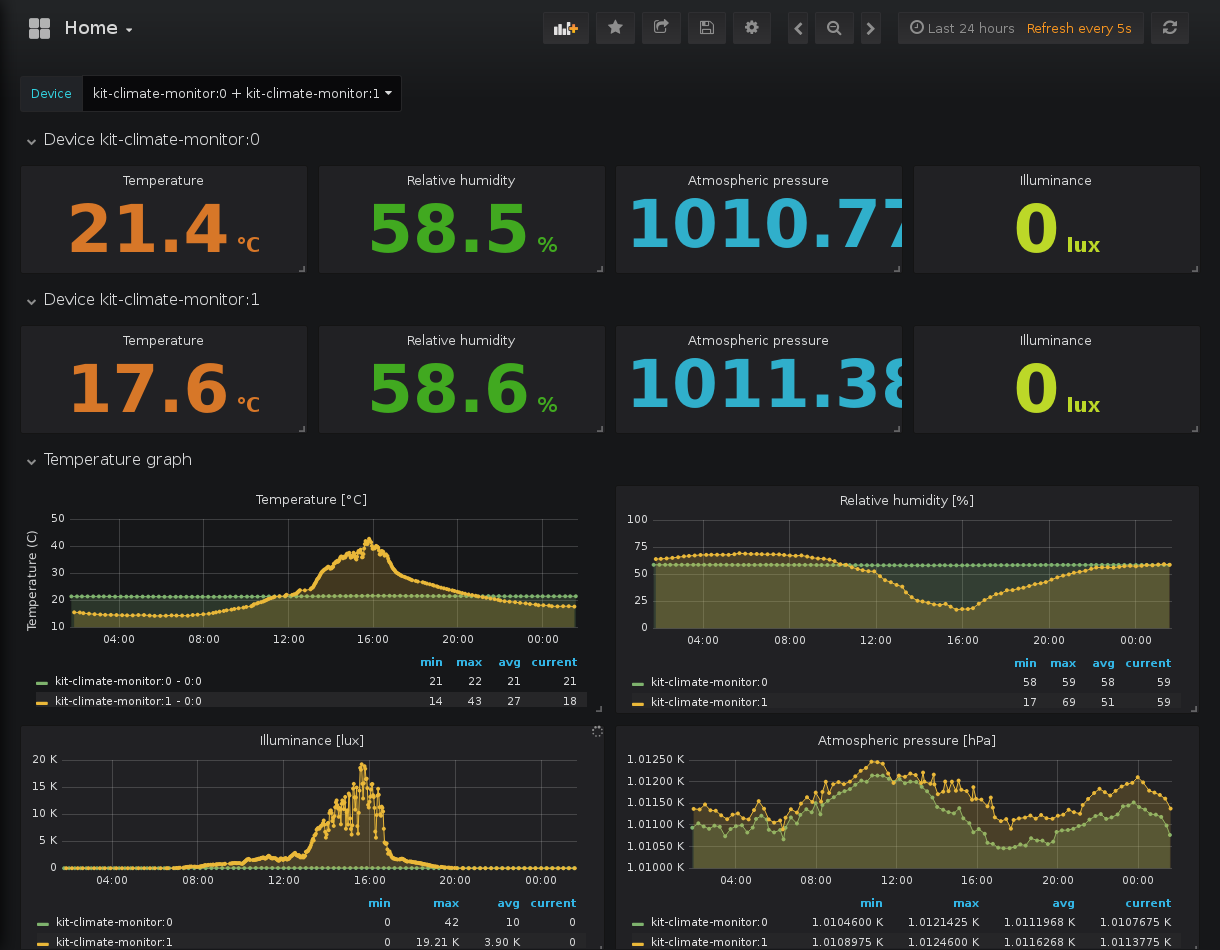 Home
Last 24 hours Refresh every 5s
Device kit-climate-monitor:0 + kit-climate-monitor:1
Device kit-climate-monitor:0
Temperature Relative humidity Atmospheric pressure Illuminance
21.4 °C 58.5 % 1010.77 0 lux
Device kit-climate-monitor:1
Temperature Relative humidity Atmospheric pressure Illuminance
17.6 °C 58.6 % 1011.38 0 lux
Temperature graph
Temperature [°C]
Temperature (C)
50
40
30
20
10
04:00 08:00 12:00 16:00 20:00 00:00
min max avg current
kit-climate-monitor:0 - 0:0 21 22 21 21
kit-climate-monitor:1 - 0:0 14 43 27 18
Relative humidity [%]
100
75
50
25
0
04:00 08:00 12:00 16:00 20:00 00:00
min max avg current
kit-climate-monitor:0 58 59 58 59
kit-climate-monitor:1 17 69 51 59
Illuminance [lux]
20 K
15 K
10 K
5 K
0
04:00 08:00 12:00 16:00 20:00 00:00
min max avg current
kit-climate-monitor:0 0 42 10 0
kit-climate-monitor:1 0 19.21 K 3.90 K 0
Atmospheric pressure [hPa]
1.01250 K
1.01200 K
1.01150 K
1.01100 K
1.01050 K
1.01000 K
04:00 08:00 12:00 16:00 20:00 00:00
min max avg current
kit-climate-monitor:0 1.0104600 K 1.0121425 K 1.0111968 K 1.0107675 K
kit-climate-monitor:1 1.0108975 K 1.0124600 K 1.0116268 K 1.0113775 K